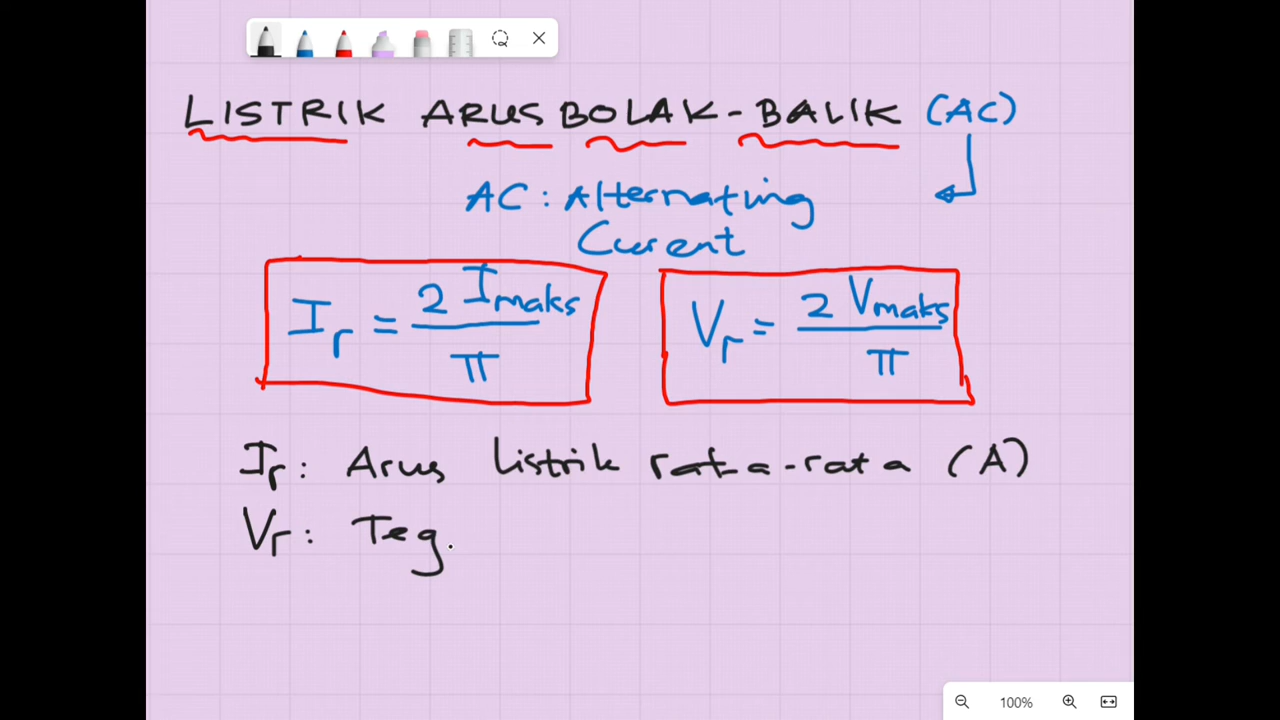 LISTRIK ARUS BOLAK-BALIK (AC)
AC : Alternating
Curent
Ir = 2 Imaks / π
Vr = 2 Vmaks / π
Ir : Arus listrik rata-rata (A)
Vr : Teg
100%